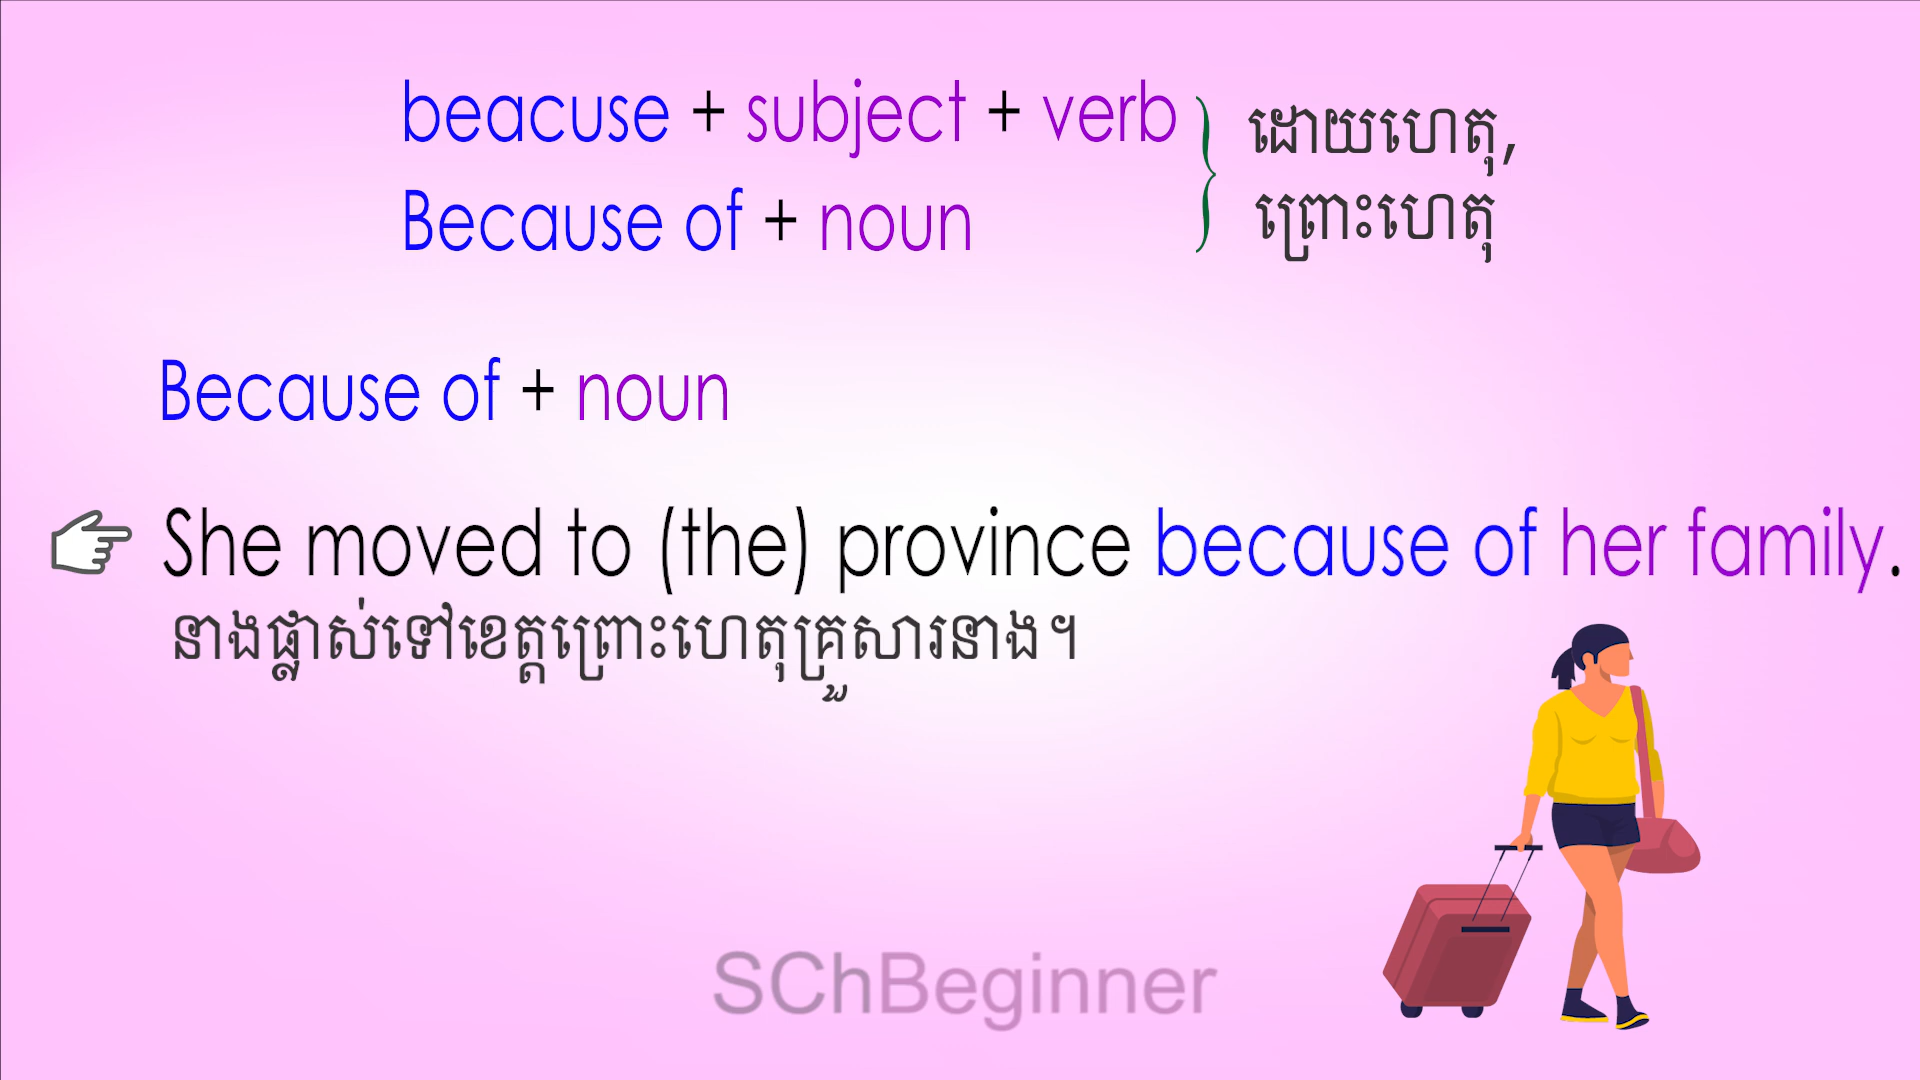 beacuse + subject + verb } ដោយហេតុ,
Because of + noun ព្រោះហេតុ
Because of + noun
She moved to (the) province because of her family.
នាងផ្លាស់ទៅខេត្តព្រោះហេតុគ្រួសារនាង។
SChBeginner